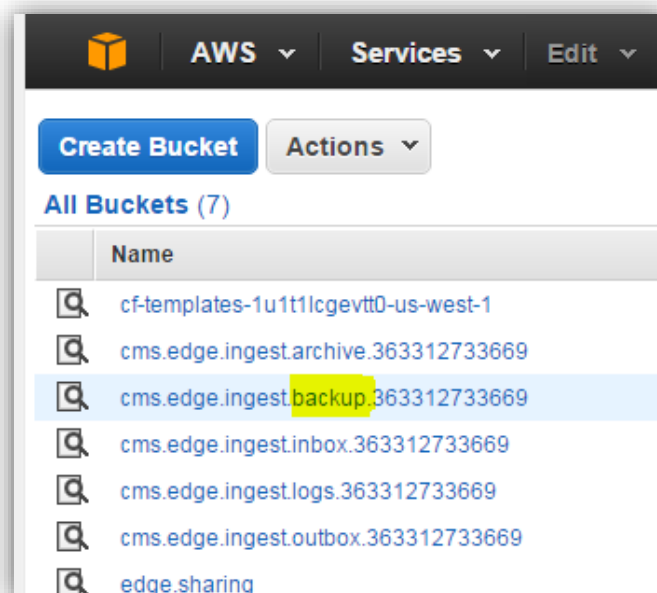 AWS Services Edit
Create Bucket Actions
All Buckets (7)
Name
cf-templates-1u1t1lcgevtt0-us-west-1
cms.edge.ingest.archive.363312733669
cms.edge.ingest.backup.363312733669
cms.edge.ingest.inbox.363312733669
cms.edge.ingest.logs.363312733669
cms.edge.ingest.outbox.363312733669
edge.sharing